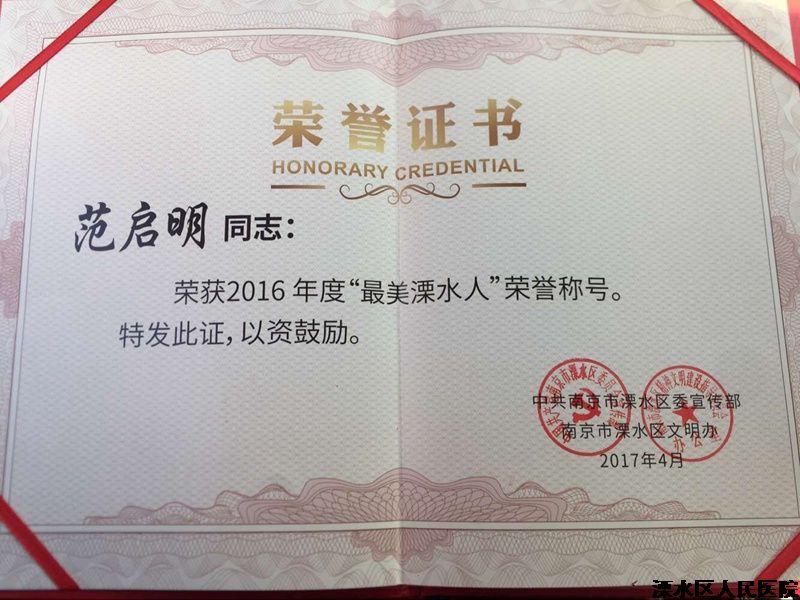 荣誉证书
HONORARY CREDENTIAL
范启明 同志：
荣获2016年度“最美溧水人”荣誉称号。
特发此证，以资鼓励。
中共南京市溧水区委宣传部
南京市溧水区文明办
2017年4月
溧水区人民医院